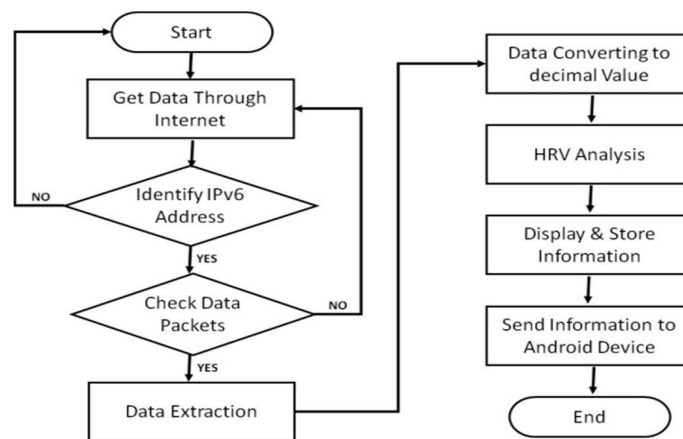 Start
Get Data Through
Internet
NO
Identify IPv6
Address
YES
Check Data
Packets
NO
YES
Data Extraction
Data Converting to
decimal Value
HRV Analysis
Display & Store
Information
Send Information to
Android Device
End